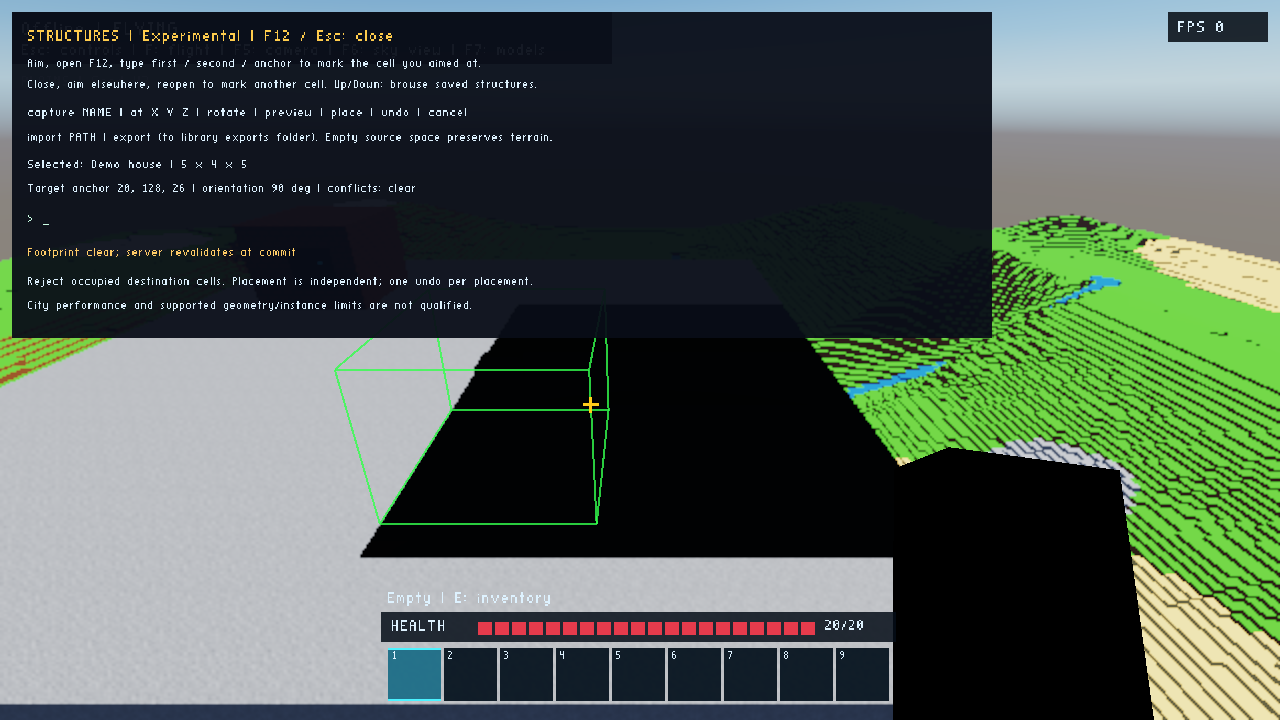 STRUCTURES | Experimental | F12 / Esc: close
FPS 0
Aim, open F12, type first / second / anchor to mark the cell you aimed at.
Close, aim elsewhere, reopen to mark another cell. Up/Down: browse saved structures.
capture NAME | at X Y Z | rotate | preview | place | undo | cancel
import PATH | export (to library exports folder). Empty source space preserves terrain.
Selected: Demo house | 5 x 4 x 5
Target anchor 20, 128, 26 | orientation 90 deg | conflicts: clear
> _
Footprint clear; server revalidates at commit
Reject occupied destination cells. Placement is independent; one undo per placement.
City performance and supported geometry/instance limits are not qualified.
Empty | E: inventory
HEALTH 20/20
1 2 3 4 5 6 7 8 9